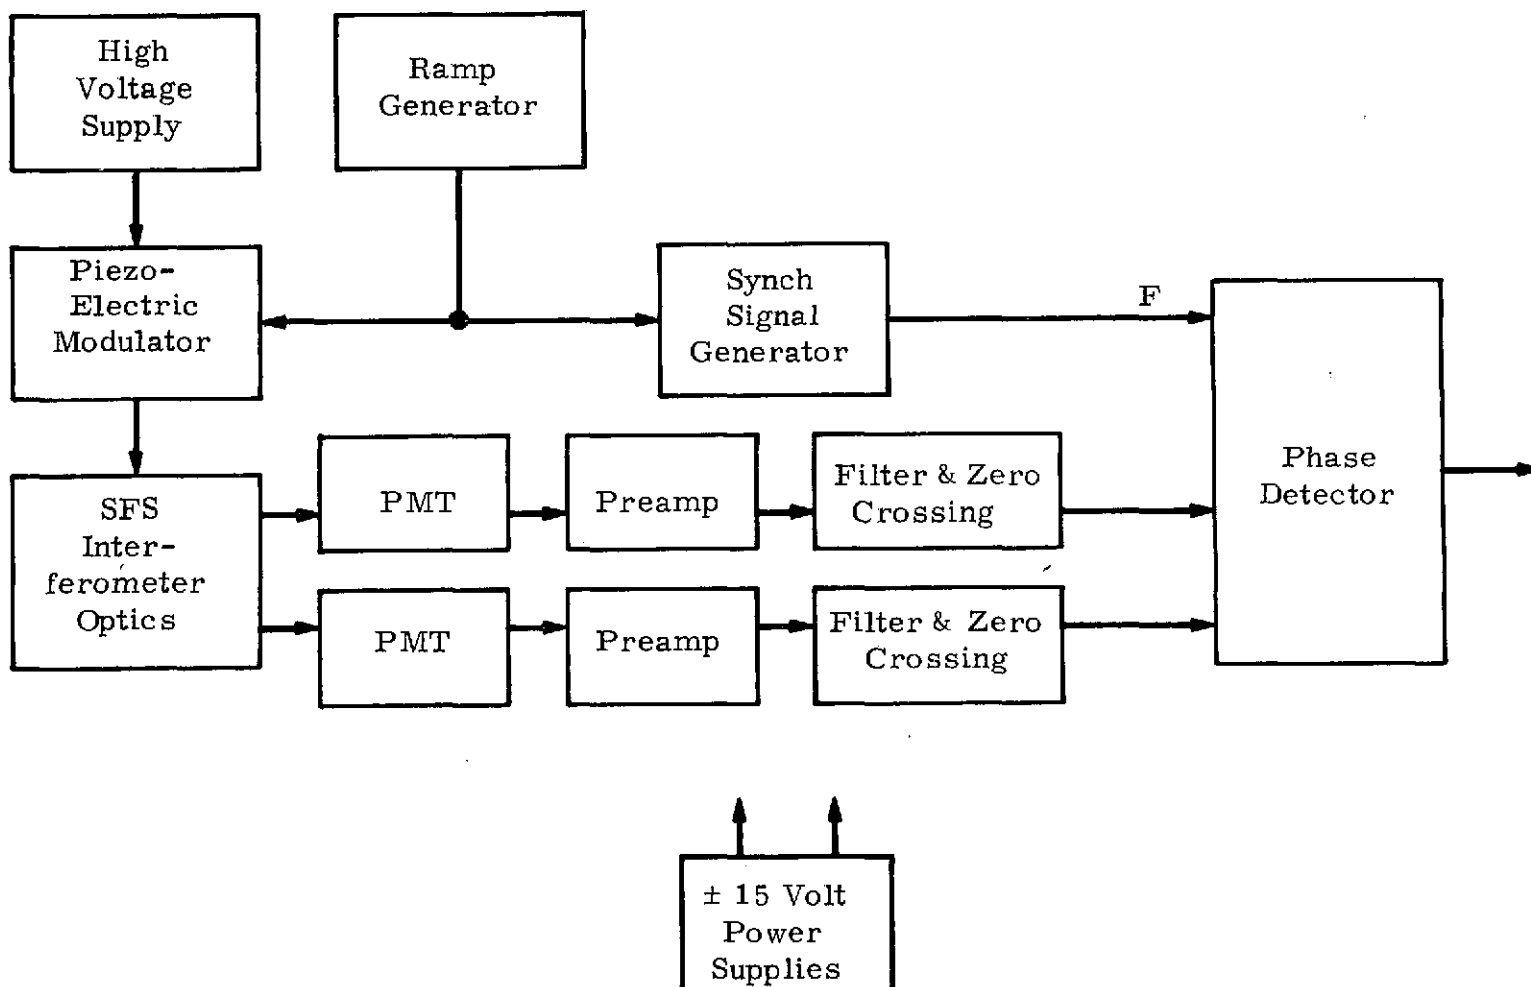 High
Voltage
Supply
Ramp
Generator
Piezo-
Electric
Modulator
Synch
Signal
Generator
F
Phase
Detector
SFS
Inter-
ferometer
Optics
PMT
Preamp
Filter & Zero
Crossing
PMT
Preamp
Filter & Zero
Crossing
± 15 Volt
Power
Supplies